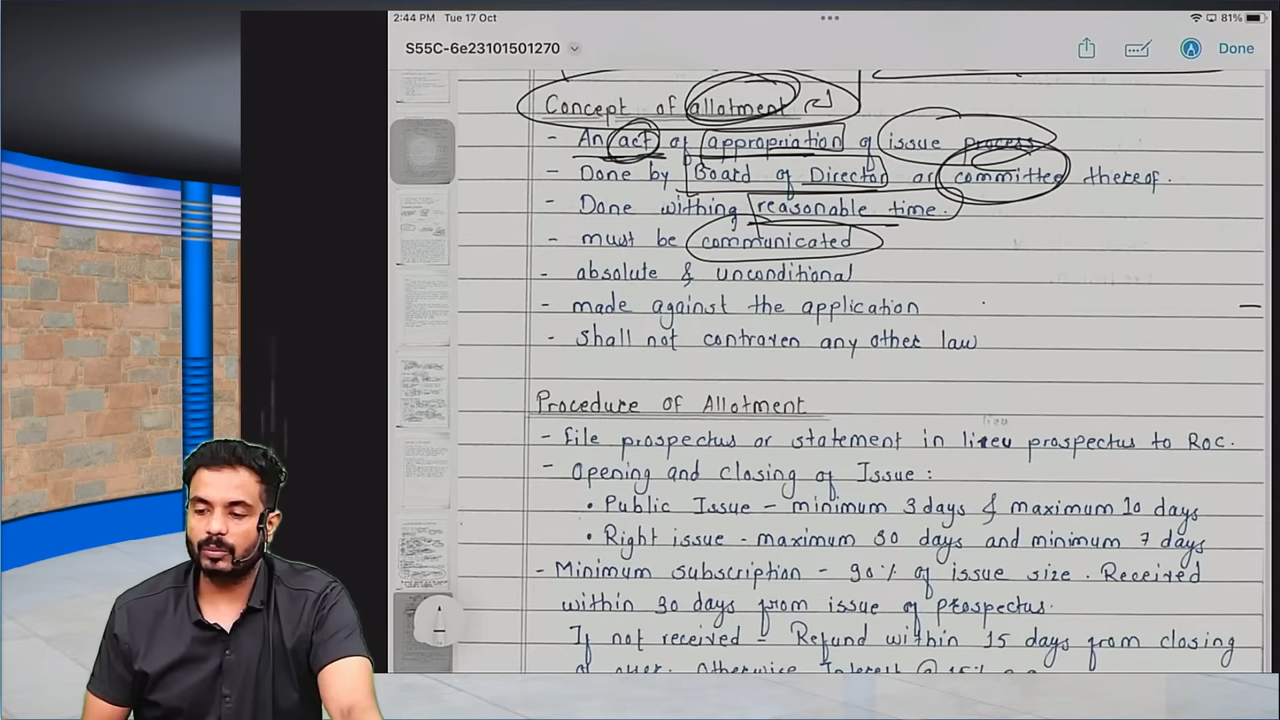 2:44 PM Tue 17 Oct
81%
S55C-6e23101501270
Done
Concept of allotment
- An act of appropriation of issue process
- Done by Board of Director or committee thereof.
- Done withing reasonable time.
- must be communicated
- absolute & unconditional
- made against the application
- shall not contraven any other law
Procedure of Allotment
lieu
- File prospectus or statement in lireu prospectus to ROC.
- Opening and closing of Issue :
• Public Issue - minimum 3 days & maximum 10 days
• Right issue - maximum 30 days and minimum 7 days
- Minimum subscription - 90% of issue size. Received
within 30 days from issue of prospectus.
If not received - Refund within 15 days from closing
Otherwise Interest @ 15%